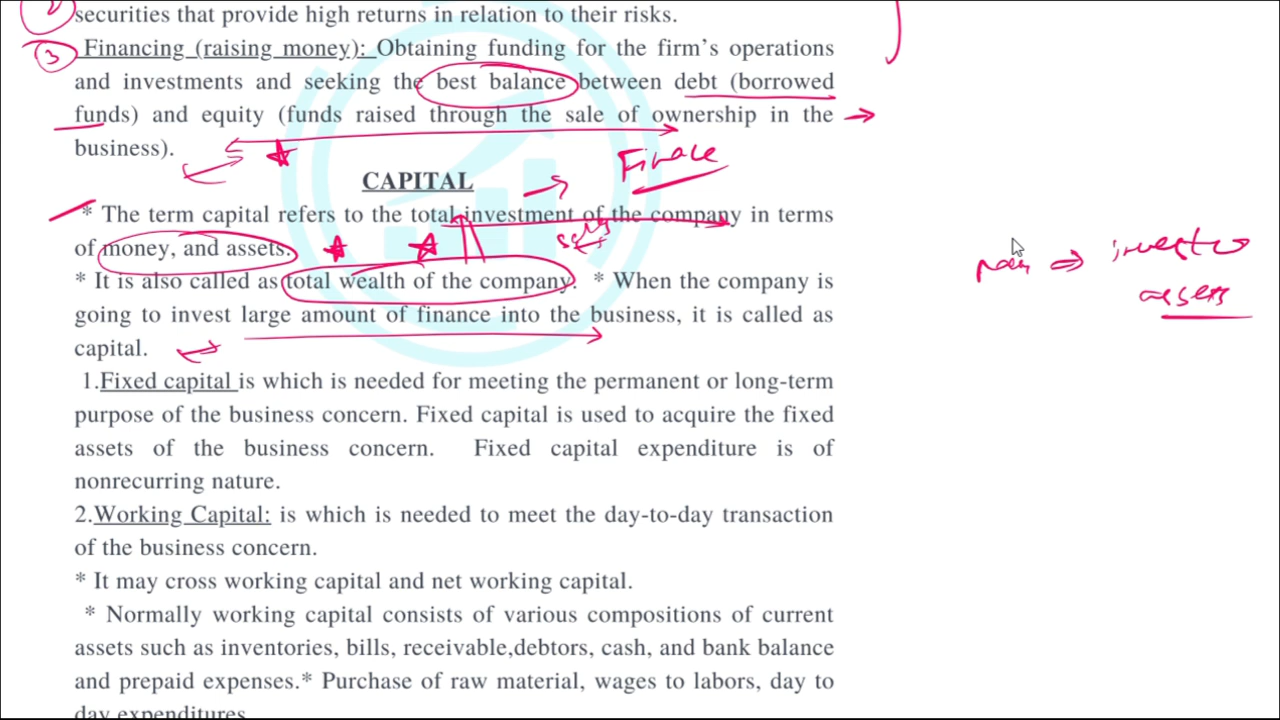 securities that provide high returns in relation to their risks.
③ Financing (raising money): Obtaining funding for the firm's operations
and investments and seeking the best balance between debt (borrowed
funds) and equity (funds raised through the sale of ownership in the
business).
Finace
CAPITAL
* The term capital refers to the total investment of the company in terms
of money, and assets.
* It is also called as total wealth of the company. * When the company is
assets
going to invest large amount of finance into the business, it is called as
capital.
1.Fixed capital is which is needed for meeting the permanent or long-term
purpose of the business concern. Fixed capital is used to acquire the fixed
assets of the business concern. Fixed capital expenditure is of
nonrecurring nature.
2.Working Capital: is which is needed to meet the day-to-day transaction
of the business concern.
* It may cross working capital and net working capital.
* Normally working capital consists of various compositions of current
assets such as inventories, bills, receivable,debtors, cash, and bank balance
and prepaid expenses.* Purchase of raw material, wages to labors, day to
day expenditures